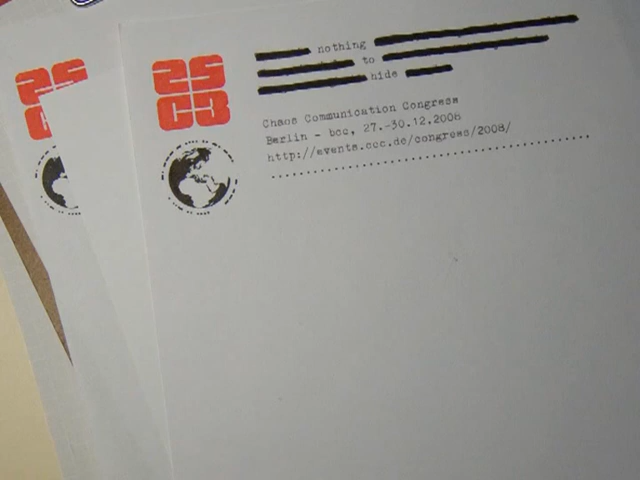 25
C3
nothing
to
hide
Chaos Communication Congress
Berlin - bcc, 27.-30.12.2008
http://events.ccc.de/congress/2008/
25